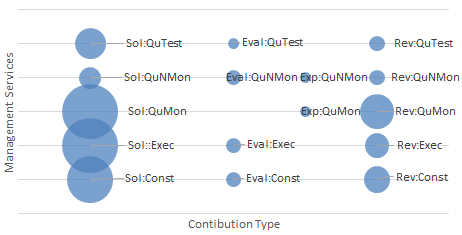 Management Services
Sol:QuTest Eval:QuTest Rev:QuTest
Sol:QuNMon Eval:QuNMon Exp:QuNMon Rev:QuNMon
Sol:QuMon Exp:QuMon Rev:QuMon
Sol::Exec Eval:Exec Rev:Exec
Sol:Const Eval:Const Rev:Const
Contibution Type